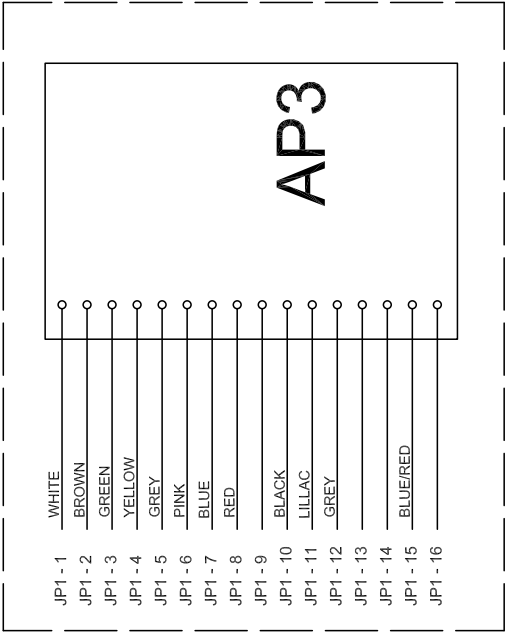 AP3
WHITE
BROWN
GREEN
YELLOW
GREY
PINK
BLUE
RED
BLACK
LILLAC
GREY
BLUE/RED
JP1 - 1
JP1 - 2
JP1 - 3
JP1 - 4
JP1 - 5
JP1 - 6
JP1 - 7
JP1 - 8
JP1 - 9
JP1 - 10
JP1 - 11
JP1 - 12
JP1 - 13
JP1 - 14
JP1 - 15
JP1 - 16